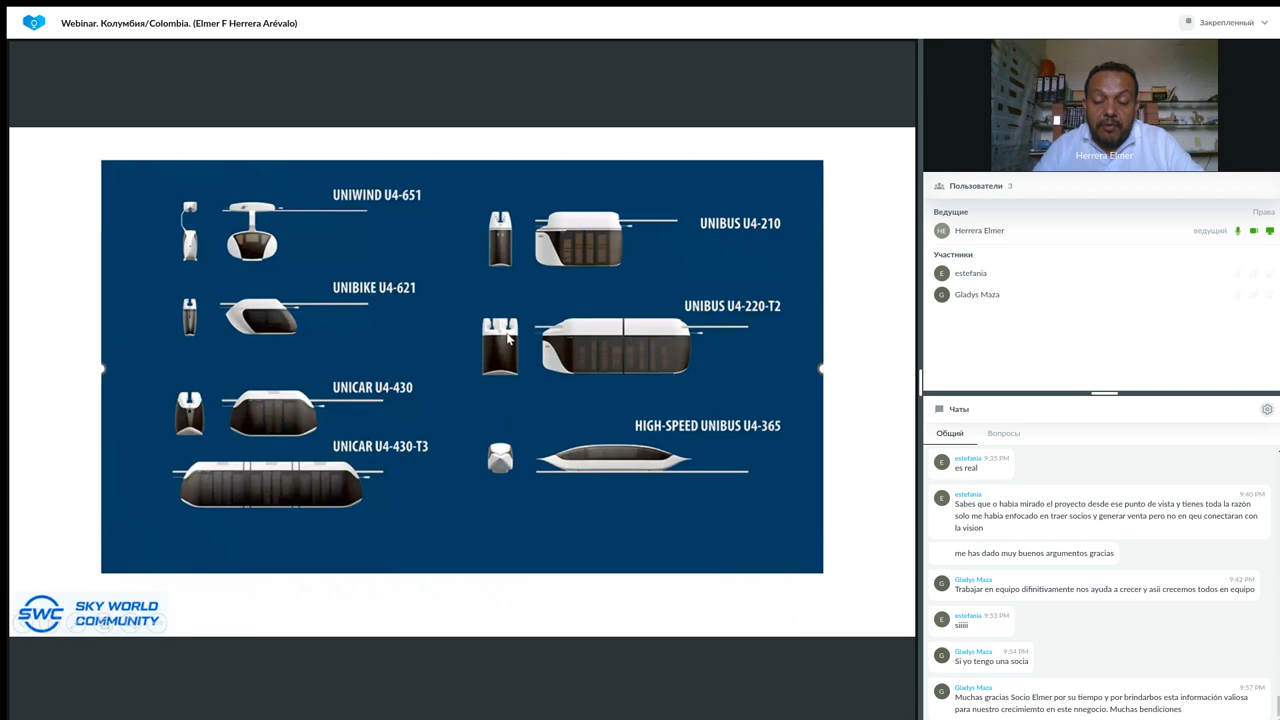 Webinar. Колумбия/Colombia. (Elmer F Herrera Arévalo)
Закрепленный
UNIWIND U4-651
UNIBUS U4-210
UNIBIKE U4-621
UNIBUS U4-220-T2
UNICAR U4-430
HIGH-SPEED UNIBUS U4-365
UNICAR U4-430-T3
SWC SKY WORLD
COMMUNITY
Herrera Elmer
Пользователи 3
Ведущие Права
HE Herrera Elmer ведущий
Участники
E estefania
G Gladys Maza
Чаты
Общий Вопросы
estefania 9:35 PM
E es real
estefania 9:40 PM
E Sabes que o habia mirado el proyecto desde ese punto de vista y tienes toda la razón
solo me habia enfocado en traer socios y generar venta pero no en qeu conectaran con
la vision
me has dado muy buenos argumentos gracias
Gladys Maza 9:42 PM
G Trabajar en equipo difinitivamente nos ayuda a crecer y asii crecemos todos en equipo
estefania 9:53 PM
E siiiii
Gladys Maza 9:54 PM
G Si yo tengo una socia
Gladys Maza 9:57 PM
G Muchas gracias Socio Elmer por su tiempo y por brindarbos esta información valiosa
para nuestro crecimiemto en este nnegocio. Muchas bendiciones